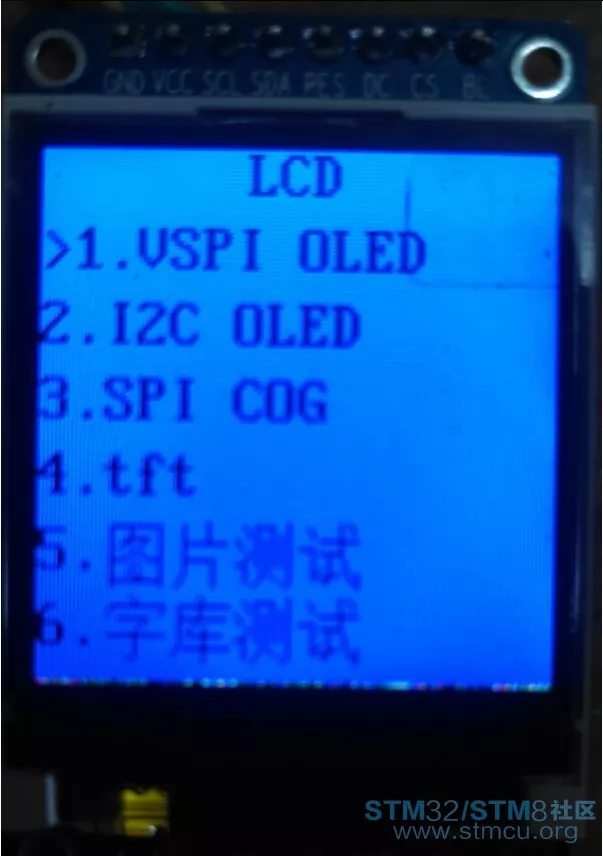 GND VCC SCL SDA RES DC CS BL
LCD
>1.VSPI OLED
2.I2C OLED
3.SPI COG
4.tft
5.图片测试
6.字库测试
STM32/STM8社区
www.stmcu.org